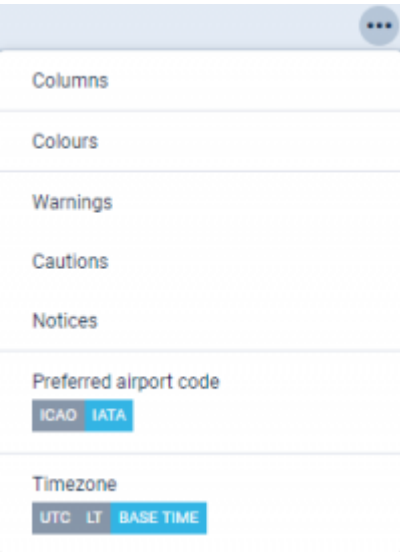 Columns
Colours
Warnings
Cautions
Notices
Preferred airport code
ICAO IATA
Timezone
UTC LT BASE TIME